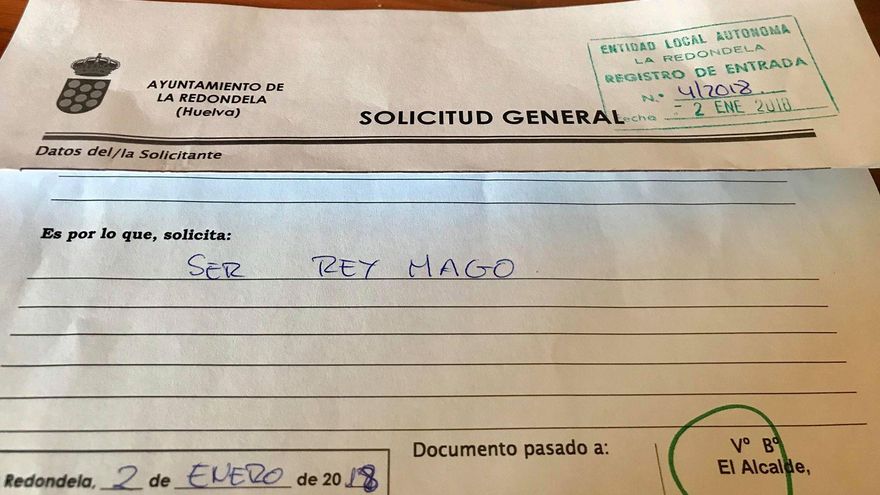 AYUNTAMIENTO DE
LA REDONDELA
(Huelva)
SOLICITUD GENERAL
ENTIDAD LOCAL AUTONOMA
LA REDONDELA
REGISTRO DE ENTRADA
N.º 4/2018
Fecha - 2 ENE 2018
Datos del/la Solicitante
Es por lo que, solicita:
SER REY MAGO
Redondela, 2 de ENERO de 2018
Documento pasado a:
Vº Bº
El Alcalde,